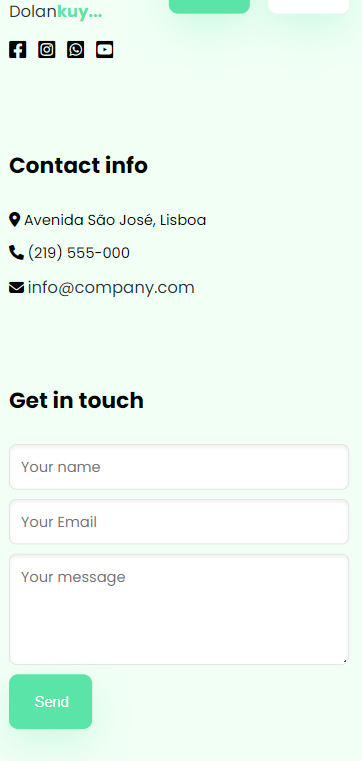 Dolankuy...
Contact info
Avenida São José, Lisboa
(219) 555-000
info@company.com
Get in touch
Your name
Your Email
Your message
Send